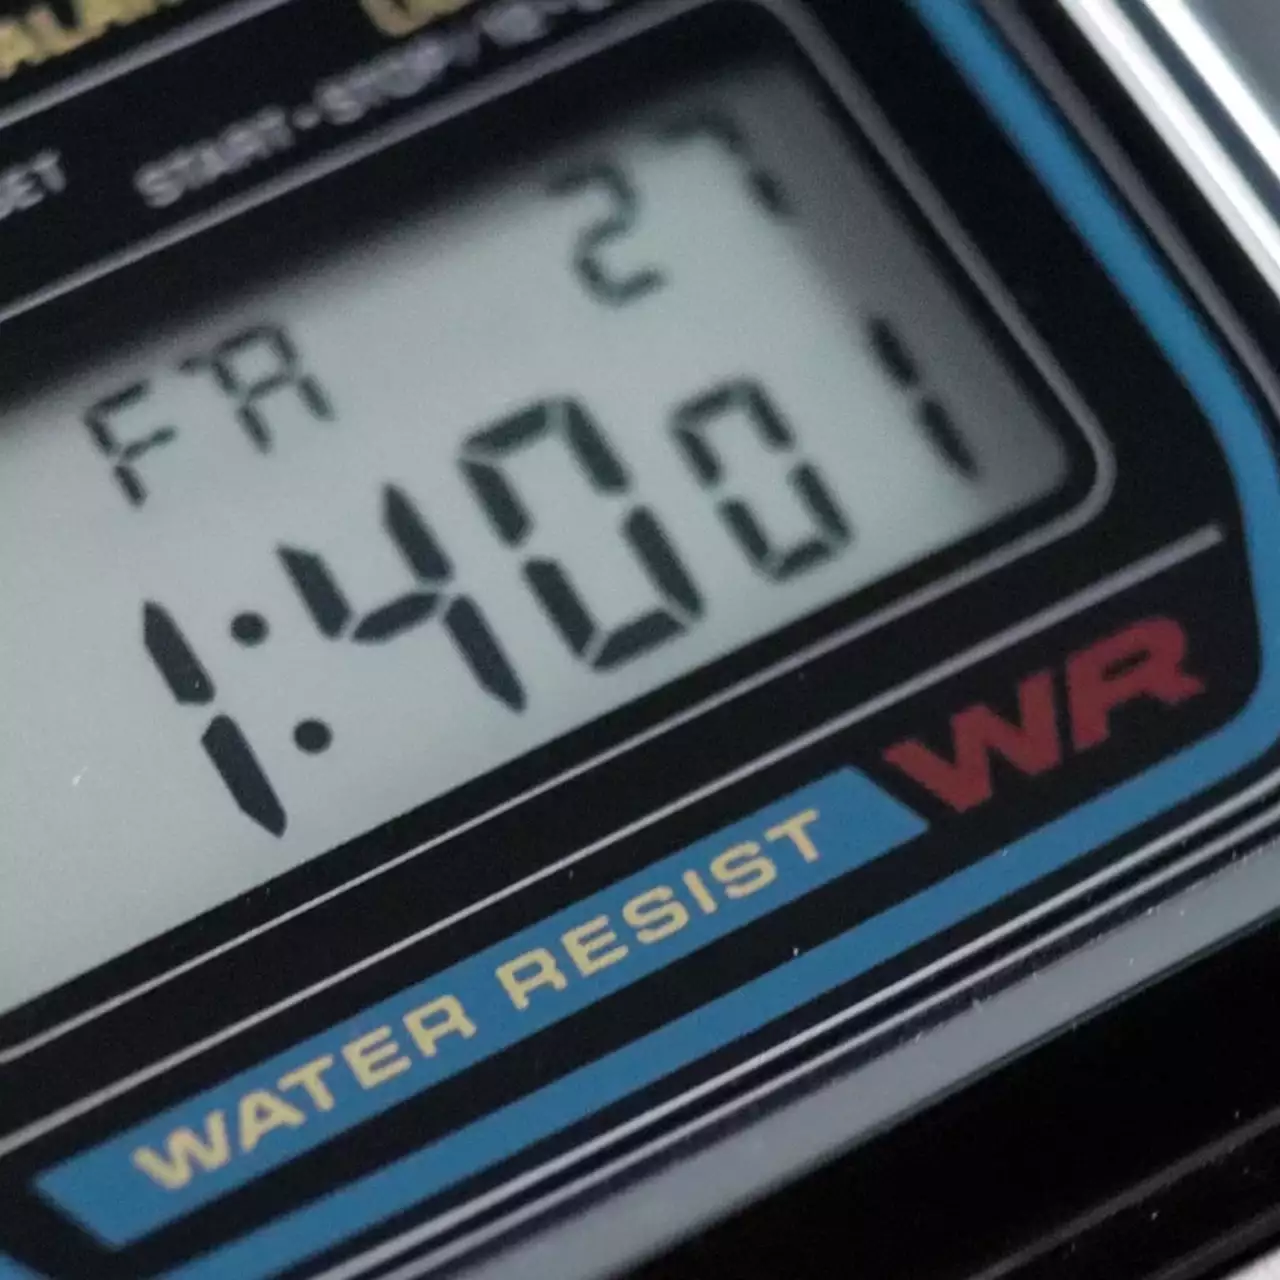 START•STOP/
FR 27
1:40 01
WR
WATER RESIST